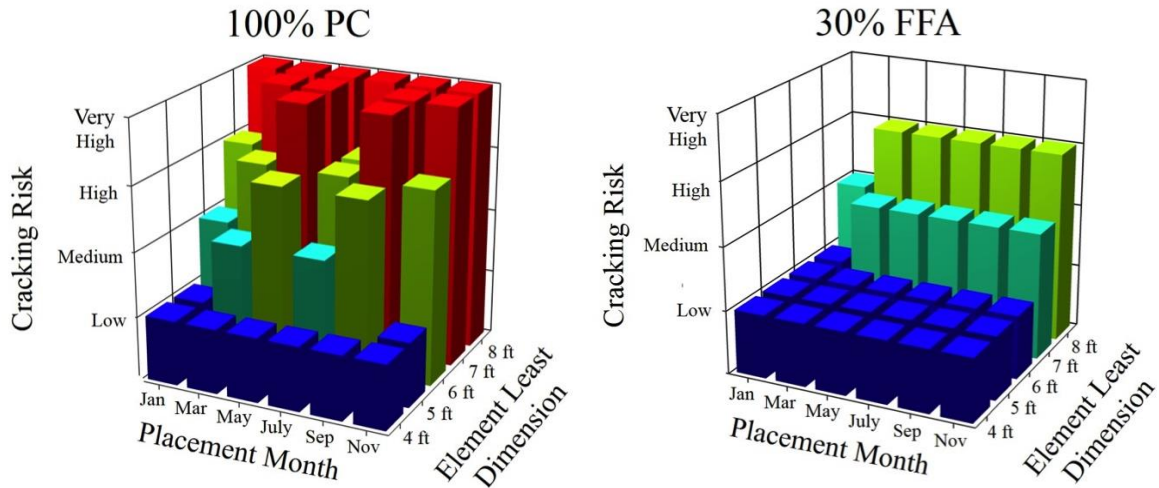 100% PC
Very
High
High
Medium
Low
Cracking Risk
Jan
Mar
May
July
Sep
Nov
Placement Month
4 ft
5 ft
6 ft
7 ft
8 ft
Element Least
Dimension
30% FFA
Very
High
High
Medium
Low
Cracking Risk
Jan
Mar
May
July
Sep
Nov
Placement Month
4 ft
5 ft
6 ft
7 ft
8 ft
Element Least
Dimension